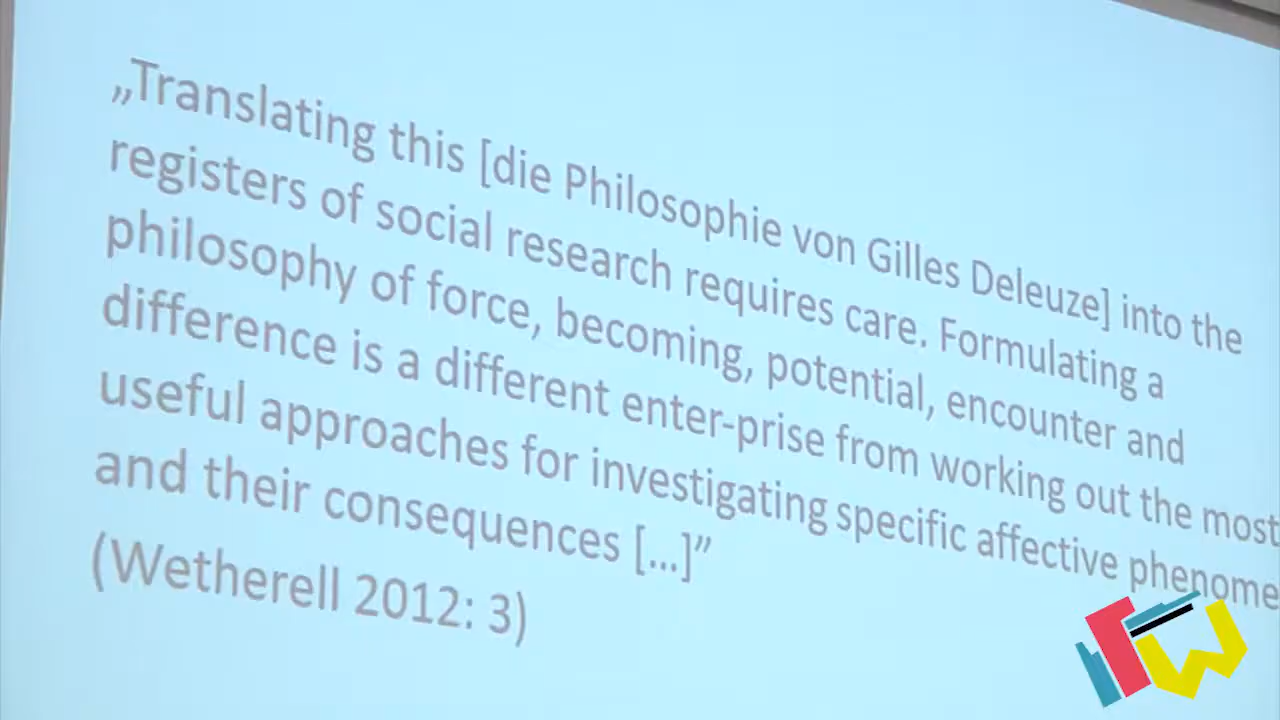 „Translating this [die Philosophie von Gilles Deleuze] into the
registers of social research requires care. Formulating a
philosophy of force, becoming, potential, encounter and
difference is a different enter-prise from working out the most
useful approaches for investigating specific affective phenome
and their consequences [...]”
(Wetherell 2012: 3)